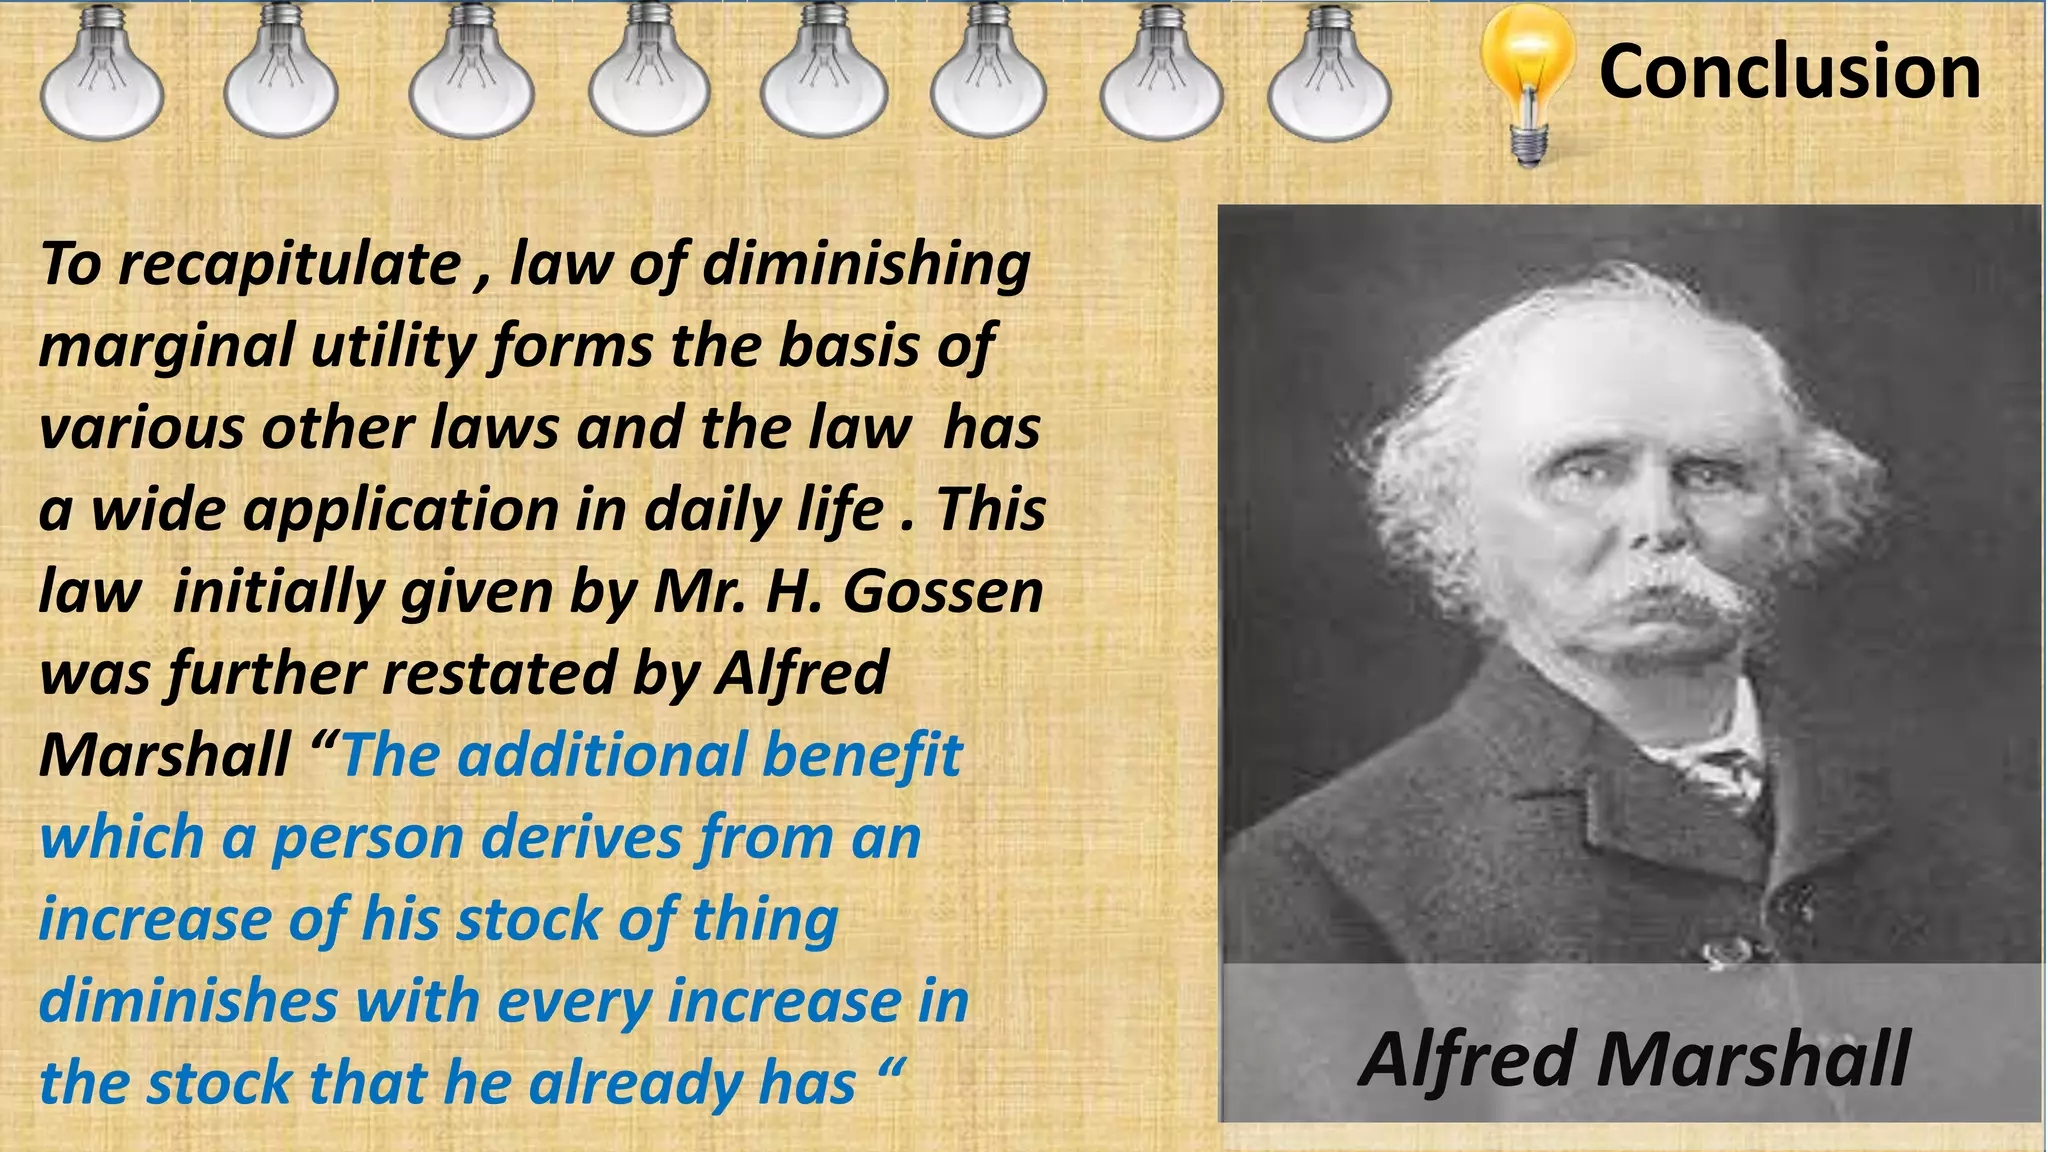 Conclusion
To recapitulate , law of diminishing
marginal utility forms the basis of
various other laws and the law  has
a wide application in daily life . This
law  initially given by Mr. H. Gossen
was further restated by Alfred
Marshall “The additional benefit
which a person derives from an
increase of his stock of thing
diminishes with every increase in
the stock that he already has “
Alfred Marshall